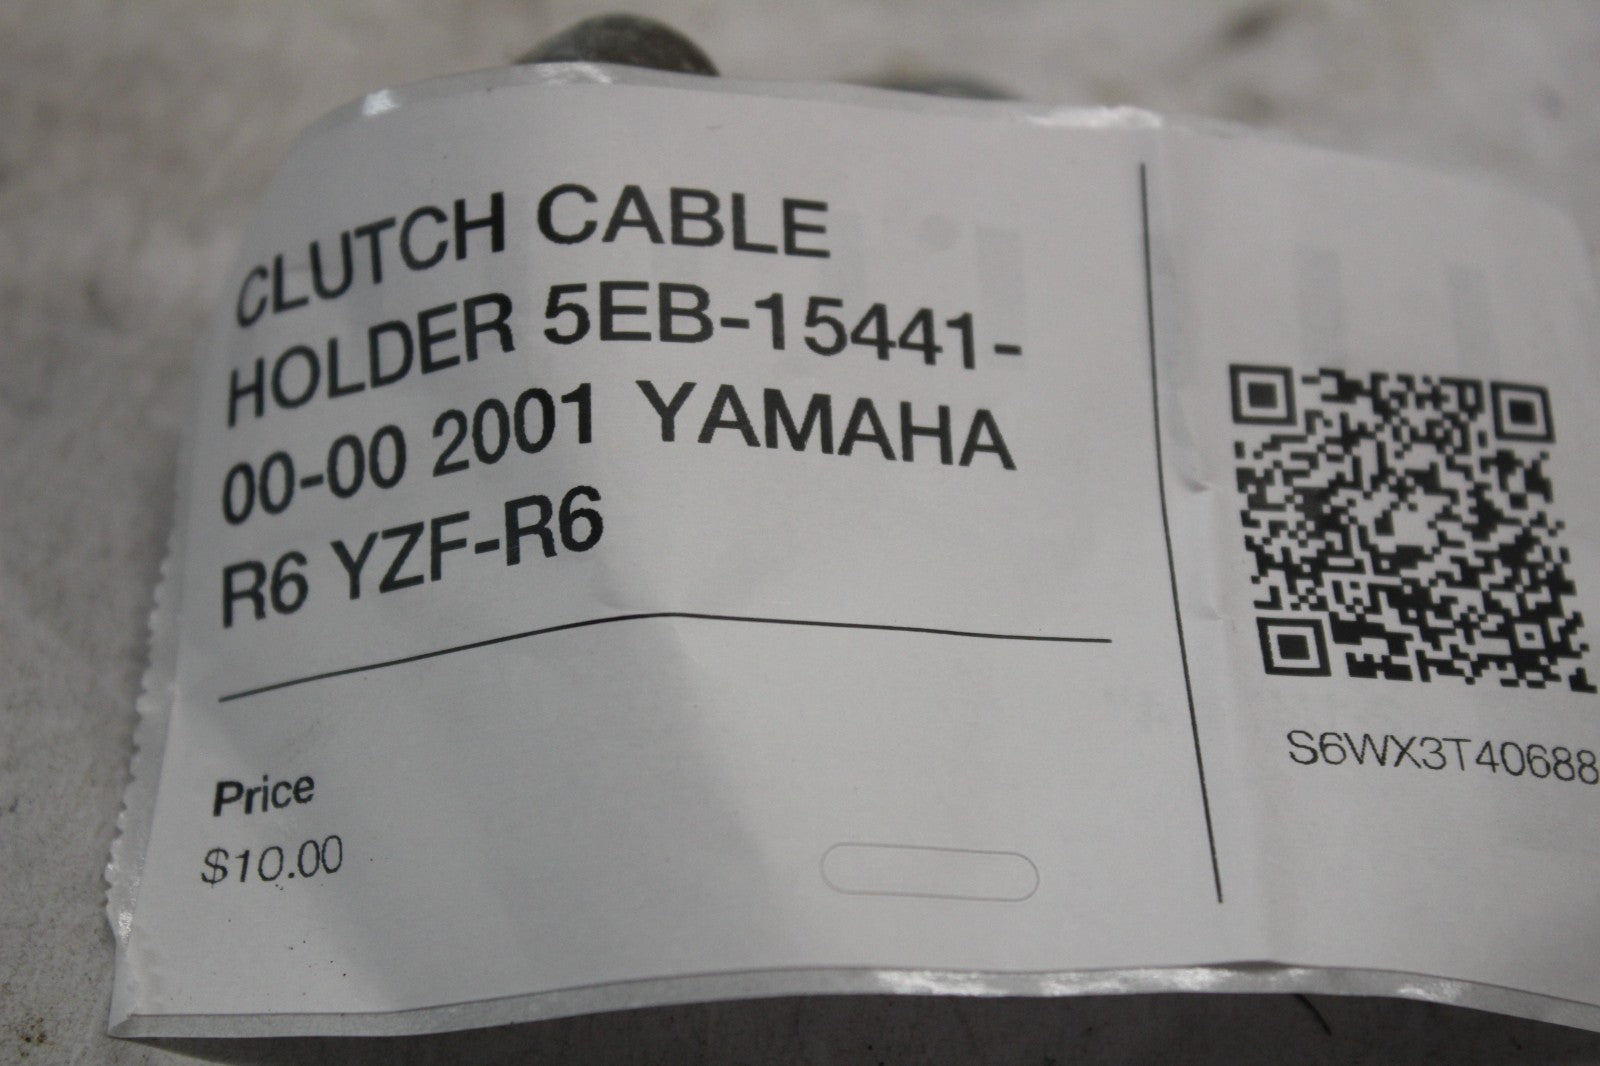 CLUTCH CABLE
HOLDER 5EB-15441-
00-00 2001 YAMAHA
R6 YZF-R6
Price
$10.00
S6WX3T40688